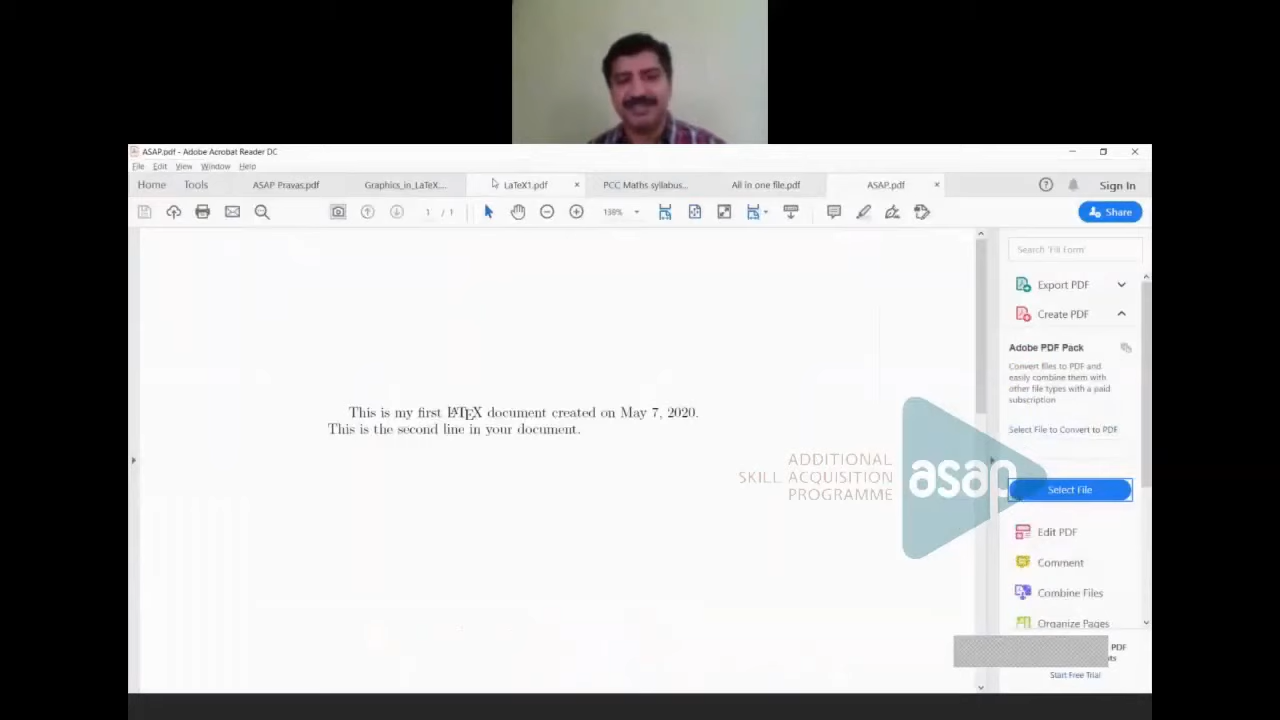 ASAP.pdf - Adobe Acrobat Reader DC
File Edit View Window Help
Home Tools ASAP Pravas.pdf Graphics_in_LaTeX... LaTeX1.pdf × PCC Maths syllabus... All in one file.pdf ASAP.pdf × Sign In
1 / 1 138% Share
Search 'Fill Form'
Export PDF
Create PDF
Adobe PDF Pack
Convert files to PDF and
easily combine them with
other file types with a paid
subscription
Select File to Convert to PDF
Select File
Edit PDF
Comment
Combine Files
Organize Pages
PDF
Start Free Trial
This is my first LATEX document created on May 7, 2020.
This is the second line in your document.
ADDITIONAL
SKILL ACQUISITION
PROGRAMME
asap